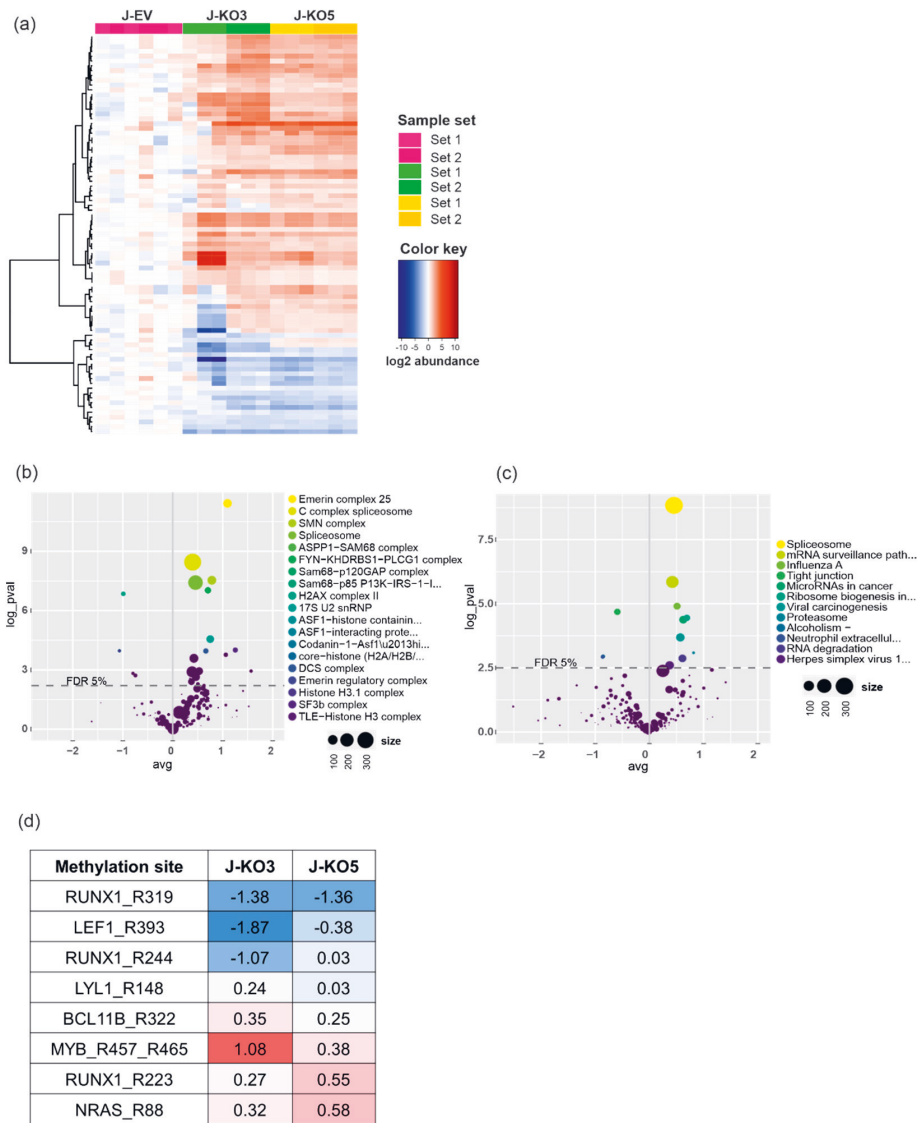 (a)
J-EV J-KO3 J-KO5
Sample set
Set 1
Set 2
Set 1
Set 2
Set 1
Set 2
Color key
-10 -5 0 5 10
log2 abundance
(b)
log_pval
9
6
3
0
FDR 5%
-2 -1 0 1 2
avg
Emerin complex 25
C complex spliceosome
SMN complex
Spliceosome
ASPP1-SAM68 complex
FYN-KHDRBS1-PLCG1 complex
Sam68-p120GAP complex
Sam68-p85 P13K-IRS-1-I...
H2AX complex II
17S U2 snRNP
ASF1-histone containin...
ASF1-interacting prote...
Codanin-1-Asf1\u2013hi...
core-histone (H2A/H2B/...
DCS complex
Emerin regulatory complex
Histone H3.1 complex
SF3b complex
TLE-Histone H3 complex
size
100 200 300
(c)
log_pval
7.5
5.0
2.5
0.0
FDR 5%
-2 -1 0 1 2
avg
Spliceosome
mRNA surveillance path...
Influenza A
Tight junction
MicroRNAs in cancer
Ribosome biogenesis in...
Viral carcinogenesis
Proteasome
Alcoholism -
Neutrophil extracellul...
RNA degradation
Herpes simplex virus 1...
size
100 200 300
(d)
Methylation site J-KO3 J-KO5
RUNX1_R319 -1.38 -1.36
LEF1_R393 -1.87 -0.38
RUNX1_R244 -1.07 0.03
LYL1_R148 0.24 0.03
BCL11B_R322 0.35 0.25
MYB_R457_R465 1.08 0.38
RUNX1_R223 0.27 0.55
NRAS_R88 0.32 0.58